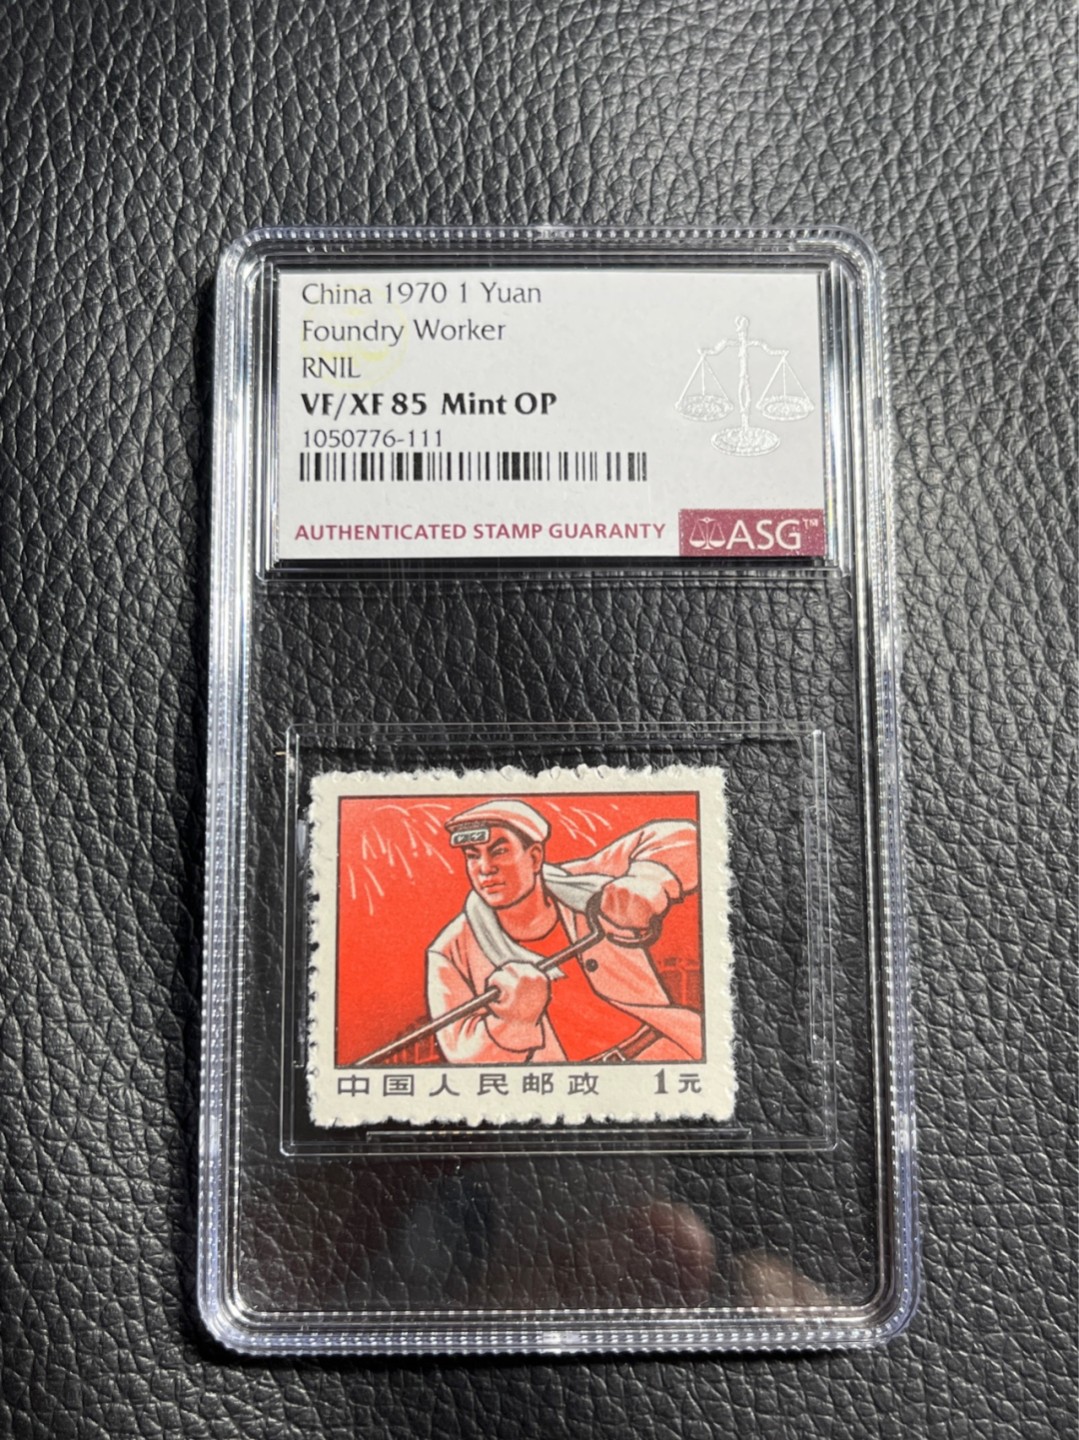 China 1970 1 Yuan
Foundry Worker
RNIL
VF/XF 85 Mint OP
1050776-111
AUTHENTICATED STAMP GUARANTY ASG™
中国人民邮政 1元